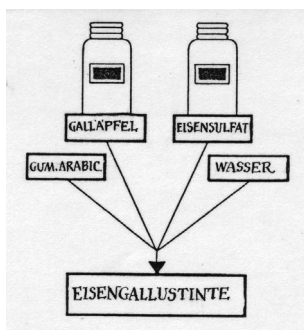 GALLÄPFEL
EISENSULFAT
GUM.ARABIC.
WASSER
EISENGALLUSTINTE